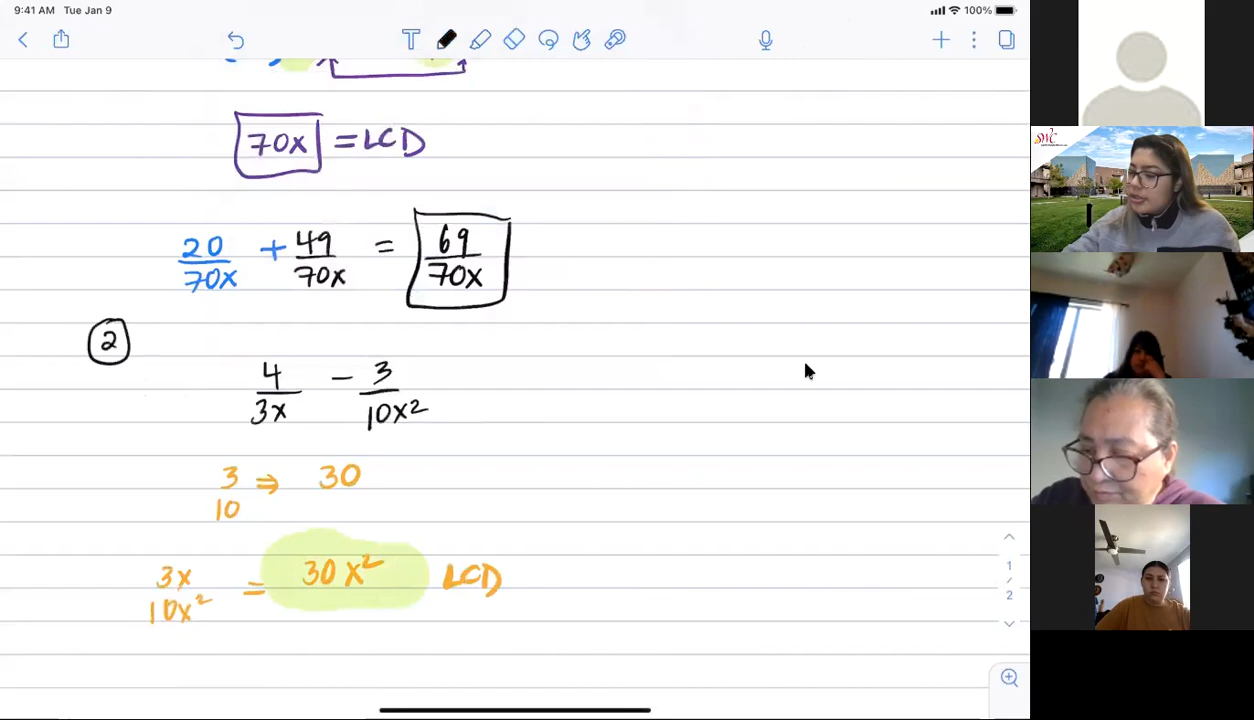 9:41 AM Tue Jan 9
100%
T
70x = LCD
20/70x + 49/70x = 69/70x
2
4/3x - 3/10x²
3
10 ⇒ 30
3x
10x² = 30x² LCD
1
/
2
SWC